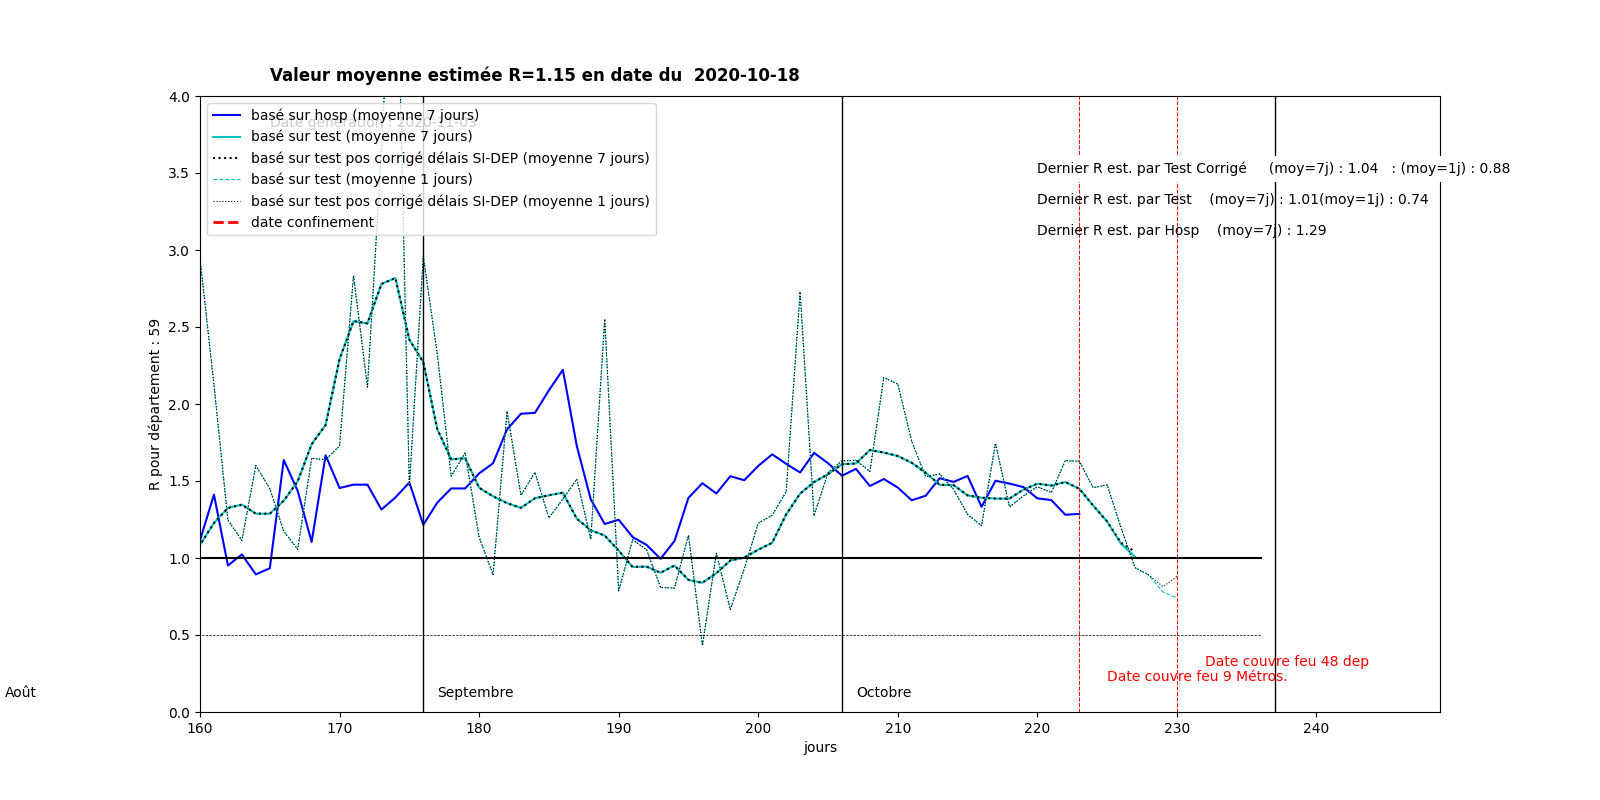 Valeur moyenne estimée R=1.15 en date du  2020-10-18
Date génération : 2020-11-03
basé sur hosp (moyenne 7 jours)
basé sur test (moyenne 7 jours)
basé sur test pos corrigé délais SI-DEP (moyenne 7 jours)
basé sur test (moyenne 1 jours)
basé sur test pos corrigé délais SI-DEP (moyenne 1 jours)
date confinement
Dernier R est. par Test Corrigé     (moy=7j) : 1.04   : (moy=1j) : 0.88
Dernier R est. par Test    (moy=7j) : 1.01(moy=1j) : 0.74
Dernier R est. par Hosp    (moy=7j) : 1.29
R pour département : 59
4.0
3.5
3.0
2.5
2.0
1.5
1.0
0.5
0.0
Date couvre feu 48 dep
Date couvre feu 9 Métros.
Août
Septembre
Octobre
160 170 180 190 200 210 220 230 240
jours